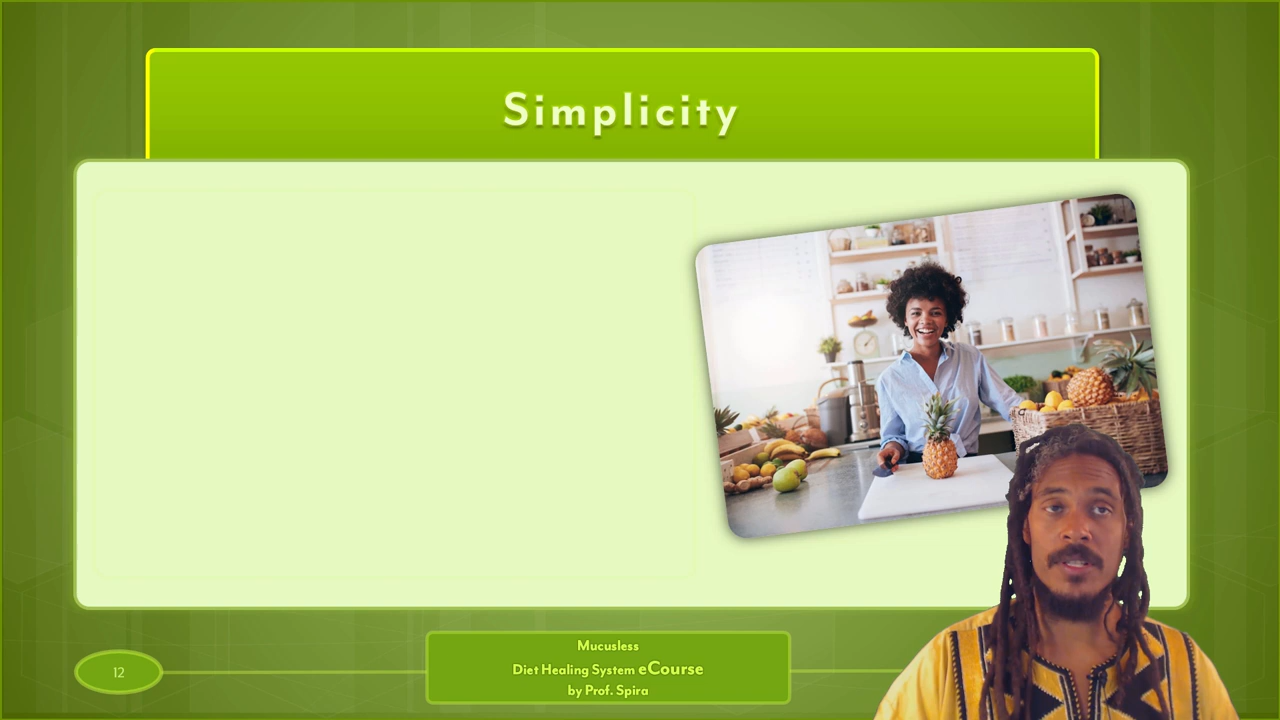 Simplicity
12
Mucusless
Diet Healing System eCourse
by Prof. Spira